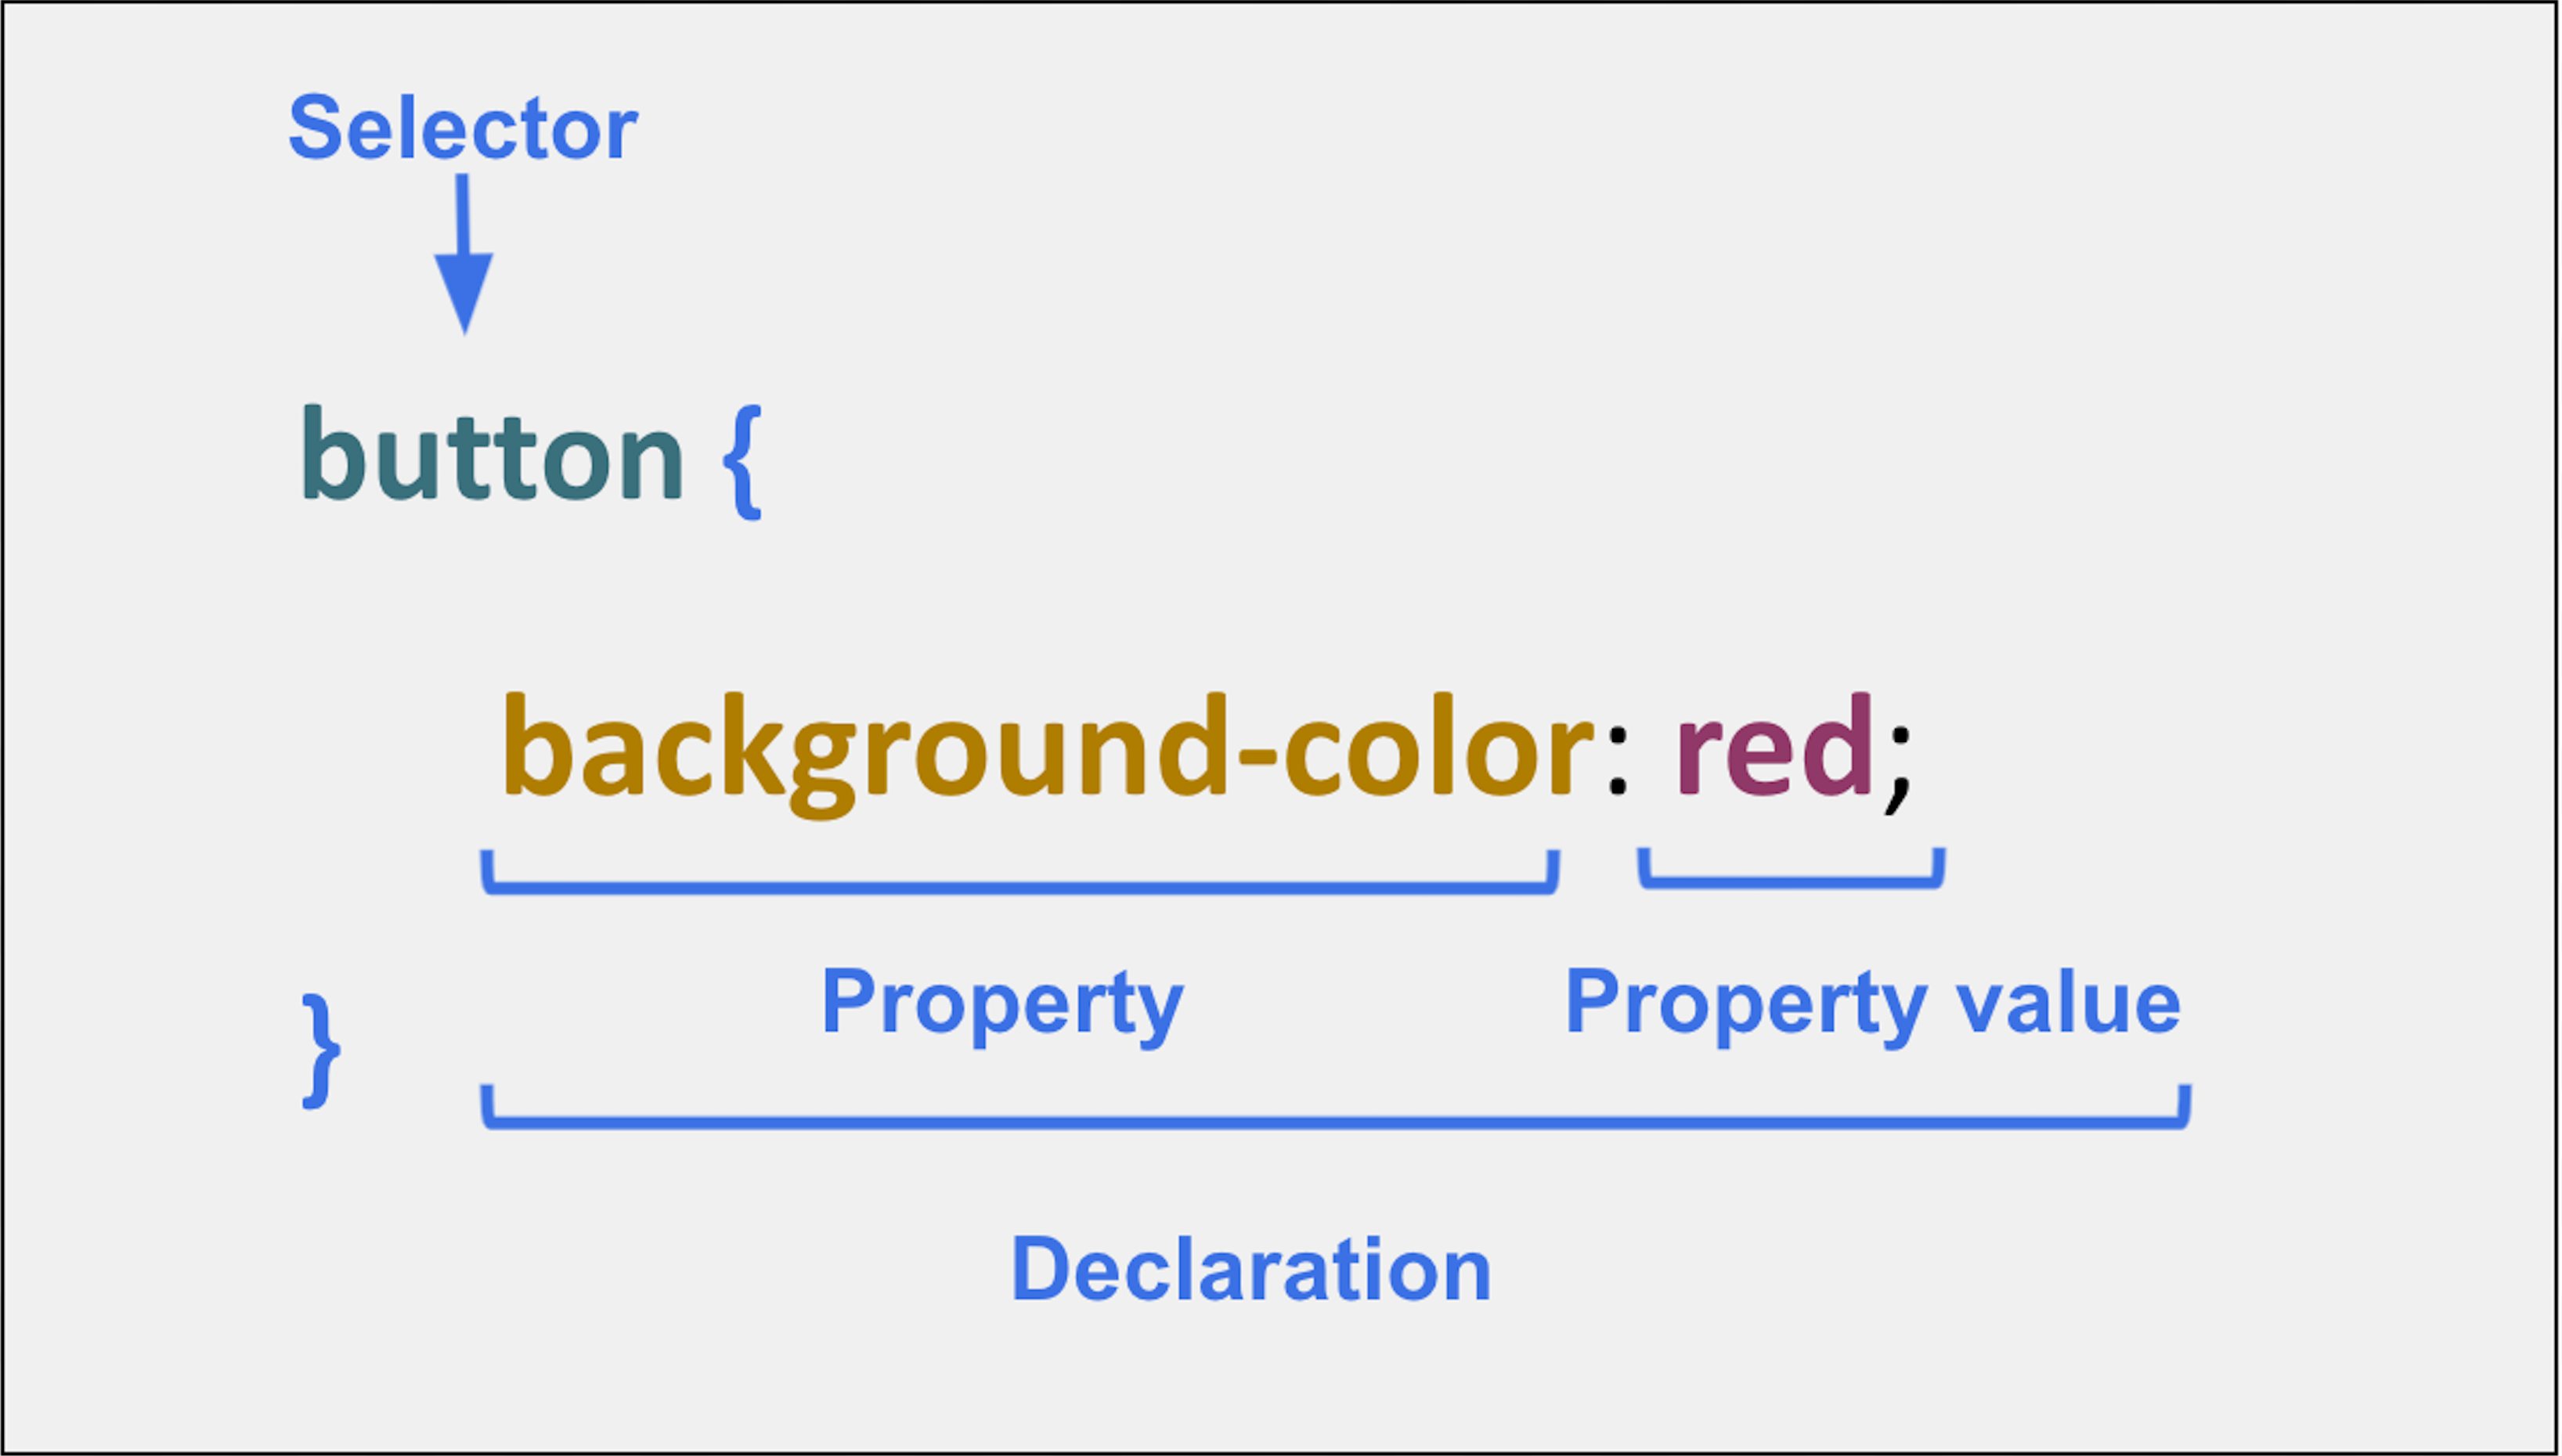 Selector
button {
background-color: red;
Property Property value
}
Declaration